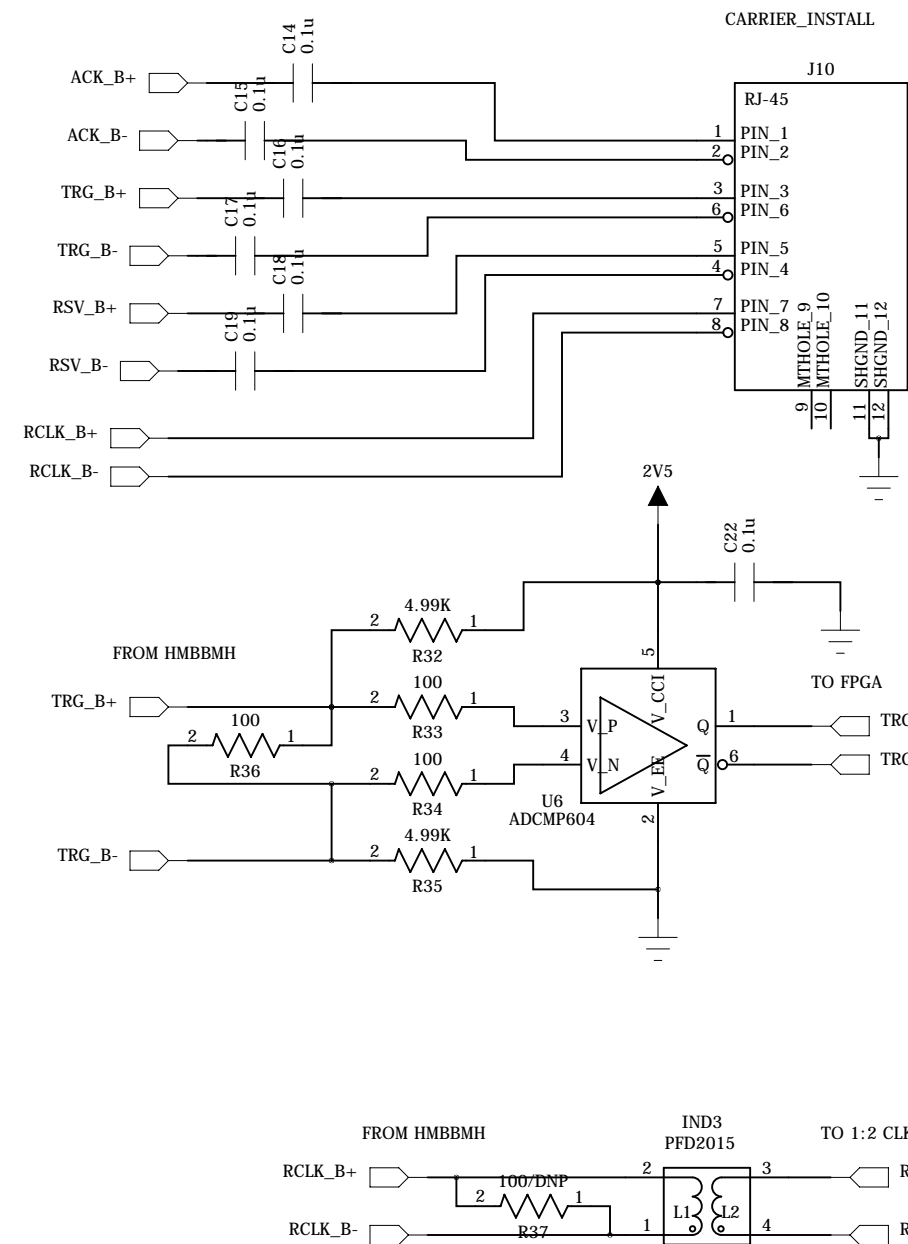 CARRIER_INSTALL
J10
RJ-45
ACK_B+
C14
0.1u
ACK_B-
C15
0.1u
1 PIN_1
2 PIN_2
TRG_B+
C16
0.1u
3 PIN_3
6 PIN_6
TRG_B-
C17
0.1u
5 PIN_5
4 PIN_4
RSV_B+
C18
0.1u
7 PIN_7
8 PIN_8
RSV_B-
C19
0.1u
MTHOLE_9
MTHOLE_10
SHGND_11
SHGND_12
9
10
11
12
RCLK_B+
RCLK_B-
2V5
C22
0.1u
4.99K
2 1
R32
FROM HMBBMH
TRG_B+
100
2 1
R33
100
2 1
R36
100
2 1
R34
TRG_B-
4.99K
2 1
R35
5
V_CCI
3 V_P
4 V_N
V_EE
2
Q 1
Q 6
U6
ADCMP604
TO FPGA
TRG
TRG
FROM HMBBMH
IND3
PFD2015
TO 1:2 CLK
RCLK_B+
100/DNP
2 1
R37
RCLK_B-
2
1
L1
L2
3
4
R
R